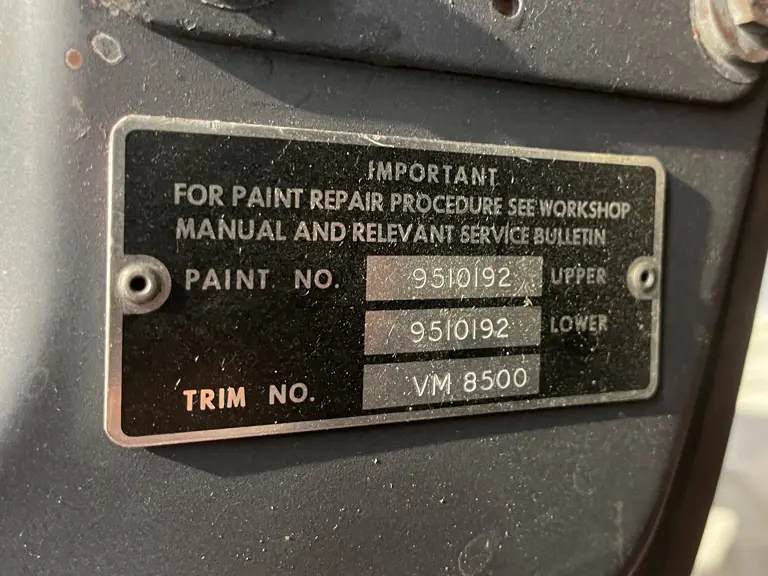 IMPORTANT
FOR PAINT REPAIR PROCEDURE SEE WORKSHOP
MANUAL AND RELEVANT SERVICE BULLETIN
PAINT NO. 9510192 UPPER
9510192 LOWER
TRIM NO. VM 8500